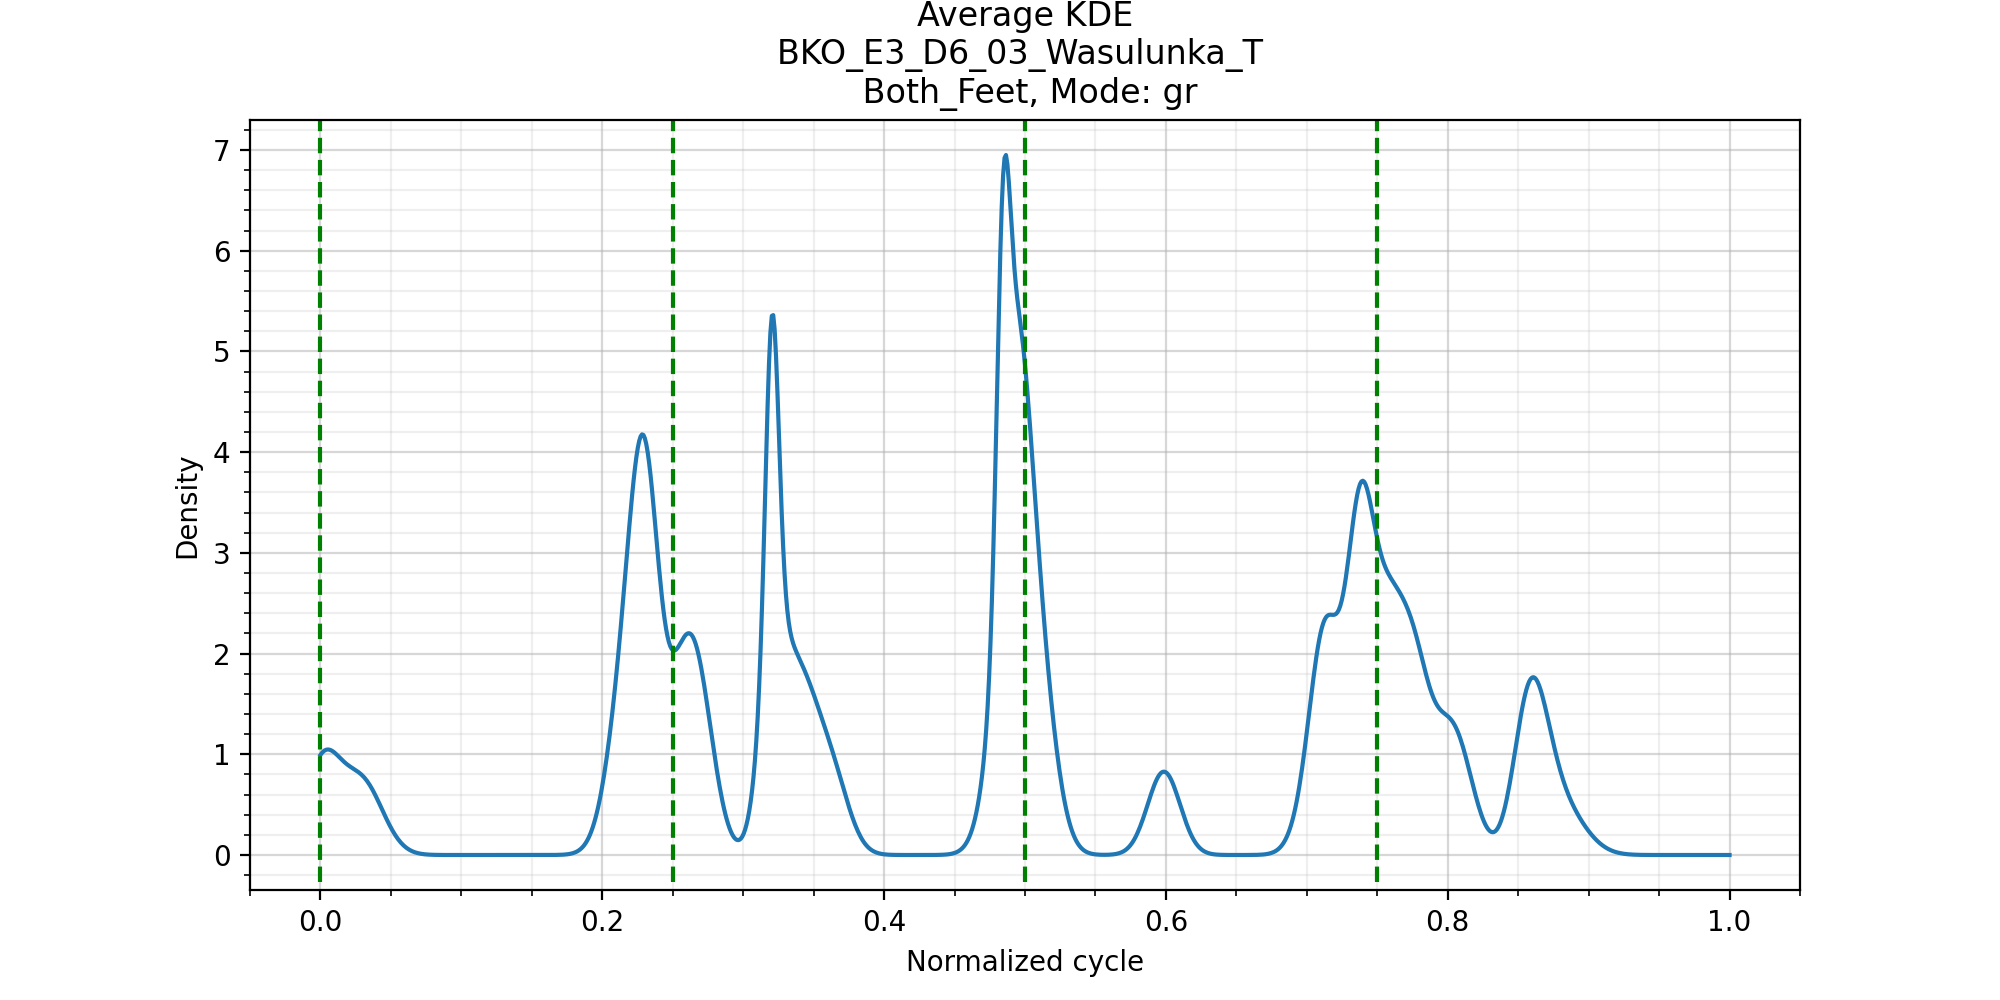 Average KDE
BKO_E3_D6_03_Wasulunka_T
Both_Feet, Mode: gr
7
6
5
4
3
2
1
0
Density
0.0 0.2 0.4 0.6 0.8 1.0
Normalized cycle